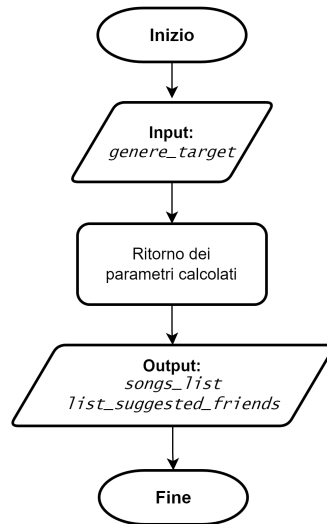 Inizio
Input:
genere_target
Ritorno dei
parametri calcolati
Output:
songs_list
list_suggested_friends
Fine